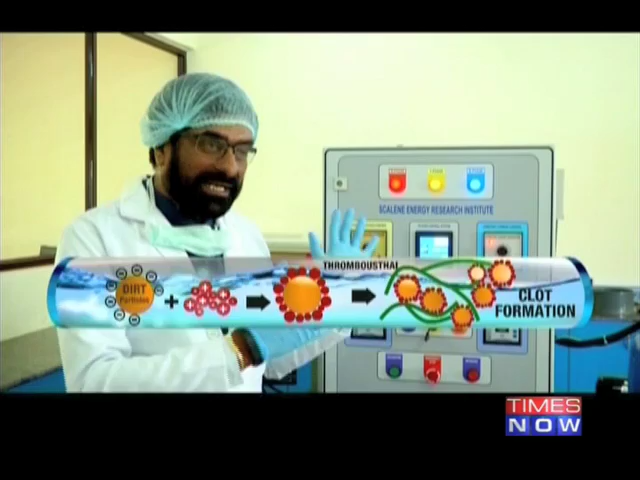 SCALENE ENERGY RESEARCH INSTITUTE
THROMBOUSTHAI
DIRT
Particles
+
CLOT
FORMATION
TIMES
NOW